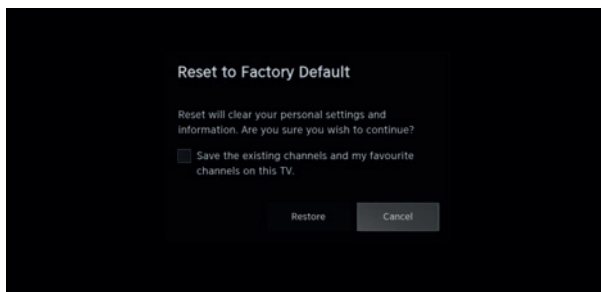 Reset to Factory Default
Reset will clear your personal settings and
information. Are you sure you wish to continue?
Save the existing channels and my favourite
channels on this TV.
Restore
Cancel